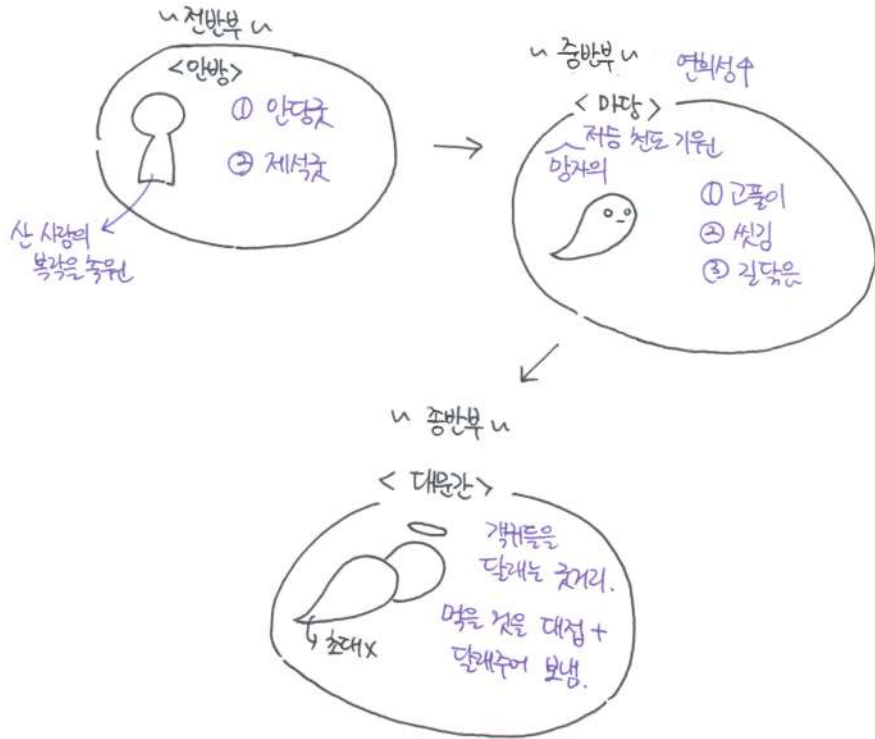 ~ 전반부 ~
<안방>
① 안당굿
② 제석굿
산 사람의
복락을 축원
~ 중반부 ~ 연희성↑
<마당>
저승 천도 기원
망자의
① 고풀이
② 씻김
③ 길닦음
~ 종반부 ~
<대문간>
객귀들을
달래는 굿거리.
먹을 것을 대접 +
달래주어 보냄.
↳ 초대 x